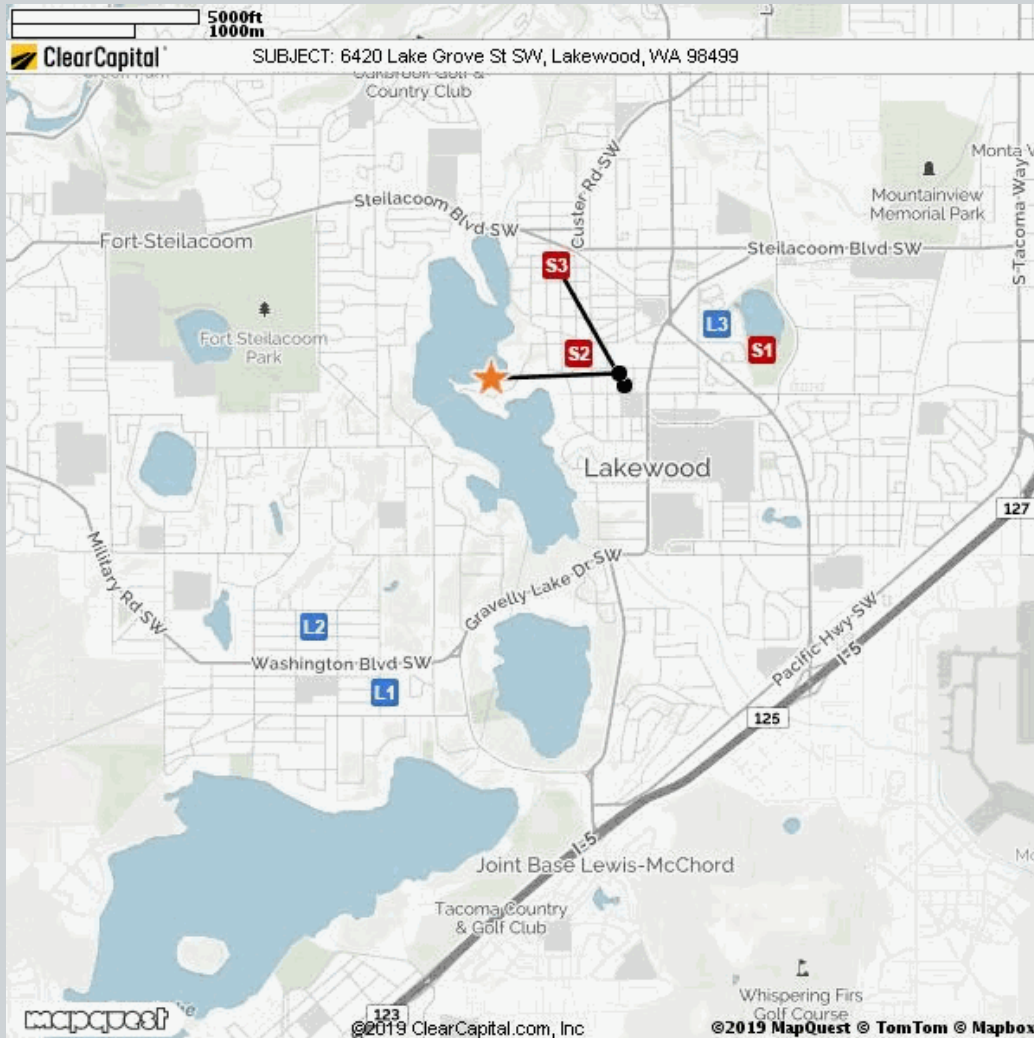 5000ft
1000m
ClearCapital
SUBJECT: 6420 Lake Grove St SW, Lakewood, WA 98499
Country Club
Custer Rd SW
Monta
Mountainview
Memorial Park
S Tacoma Way
Steilacoom Blvd SW
Fort Steilacoom
Steilacoom Blvd SW
S3
Fort Steilacoom
Park
L3
S2
S1
Lakewood
127
Military Rd SW
Gravelly Lake Dr SW
L2
Washington Blvd SW
Pacific Hwy SW
I-5
L1
125
I-5
Joint Base Lewis-McChord
Tacoma Country
& Golf Club
Whispering Firs
Golf Course
123
mapquest
©2019 ClearCapital.com, Inc
©2019 MapQuest © TomTom © Mapbox